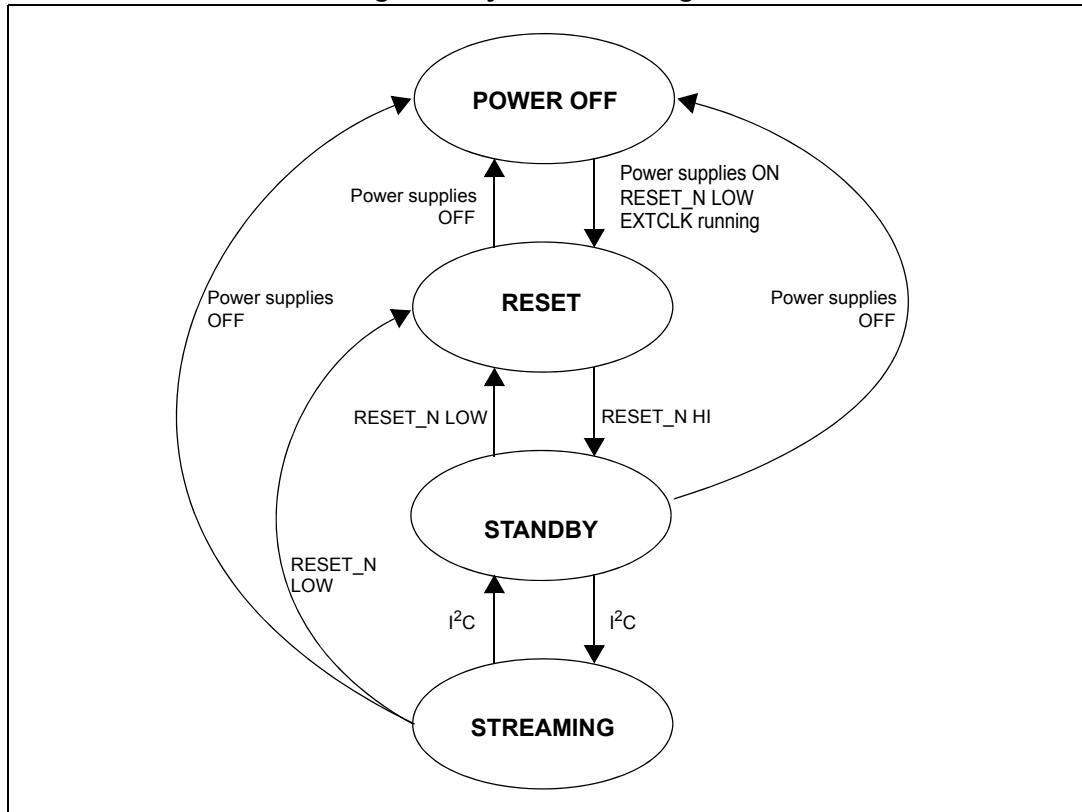 POWER OFF
Power supplies
OFF
Power supplies ON
RESET_N LOW
EXTCLK running
Power supplies
OFF
RESET
Power supplies
OFF
RESET_N LOW
RESET_N HI
STANDBY
RESET_N
LOW
I²C
I²C
STREAMING